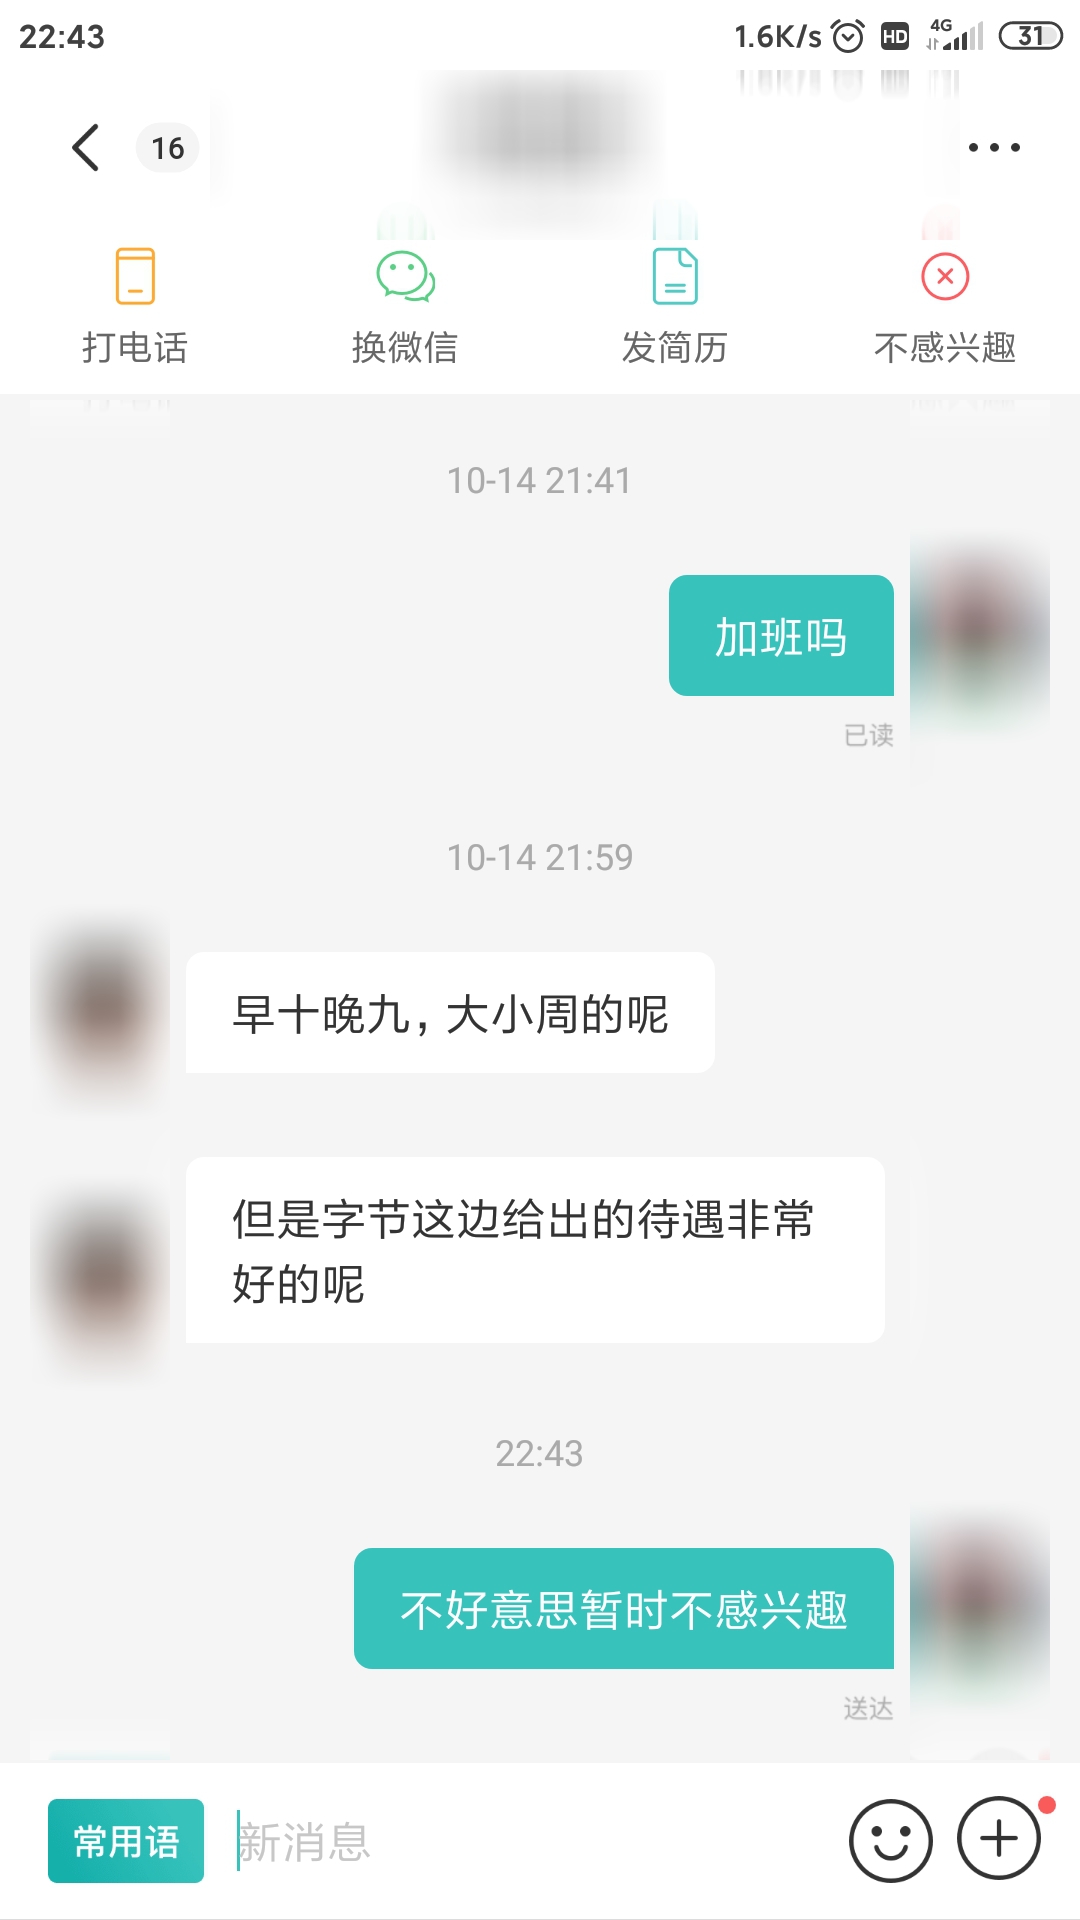 22:43 1.6K/s HD 4G 31
16
打电话 换微信 发简历 不感兴趣
10-14 21:41
加班吗
已读
10-14 21:59
早十晚九，大小周的呢
但是字节这边给出的待遇非常
好的呢
22:43
不好意思暂时不感兴趣
送达
常用语 新消息